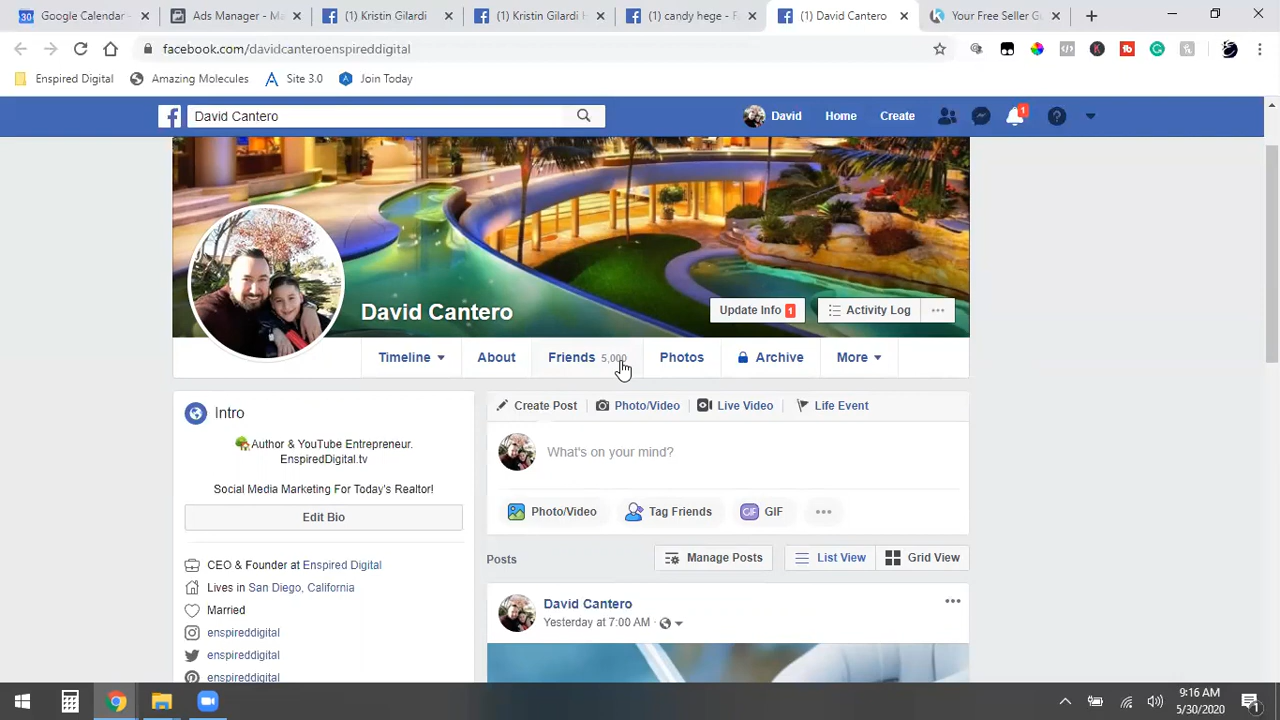 30
Google Calendar -
Ads Manager - Ma
(1) Kristin Gilardi
(1) Kristin Gilardi H
(1) candy heger F
(1) David Cantero
Your Free Seller Gu
facebook.com/davidcanteroenspireddigital
Enspired Digital
Amazing Molecules
Site 3.0
Join Today
David Cantero
David
Home
Create
1
David Cantero
Update Info 1
Activity Log
Timeline
About
Friends 5,000
Photos
Archive
More
Intro
Author & YouTube Entrepreneur.
EnspiredDigital.tv
Social Media Marketing For Today's Realtor!
Edit Bio
CEO & Founder at Enspired Digital
Lives in San Diego, California
Married
enspireddigital
enspireddigital
enspireddigital
Create Post
Photo/Video
Live Video
Life Event
What's on your mind?
Photo/Video
Tag Friends
GIF
Posts
Manage Posts
List View
Grid View
David Cantero
Yesterday at 7:00 AM
9:16 AM
5/30/2020